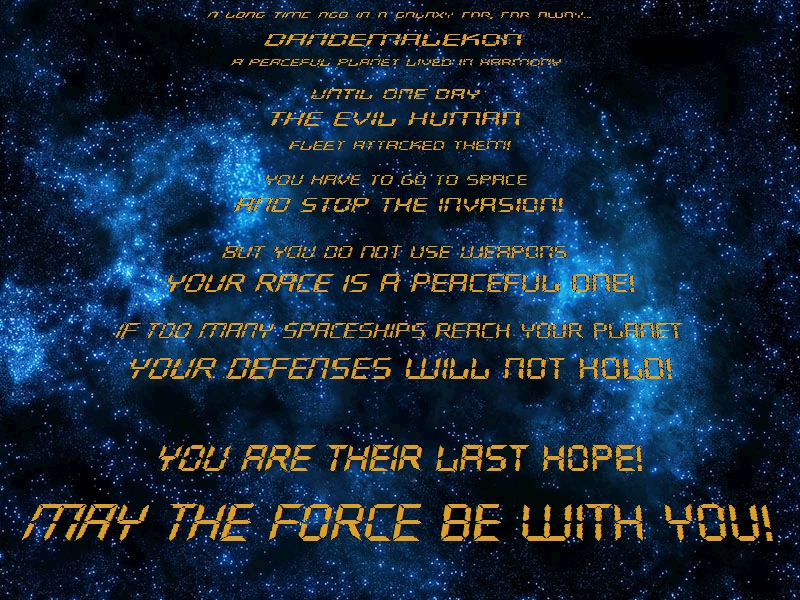 A LONG TIME AGO IN A GALAXY FAR, FAR AWAY...
DANDEMALEKON
A PEACEFUL PLANET LIVED IN HARMONY
UNTIL ONE DAY
THE EVIL HUMAN
FLEET ATTACKED THEM!
YOU HAVE TO GO TO SPACE
AND STOP THE INVASION!
BUT YOU DO NOT USE WEAPONS
YOUR RACE IS A PEACEFUL ONE!
IF TOO MANY SPACESHIPS REACH YOUR PLANET
YOUR DEFENSES WILL NOT HOLD!
YOU ARE THEIR LAST HOPE!
MAY THE FORCE BE WITH YOU!